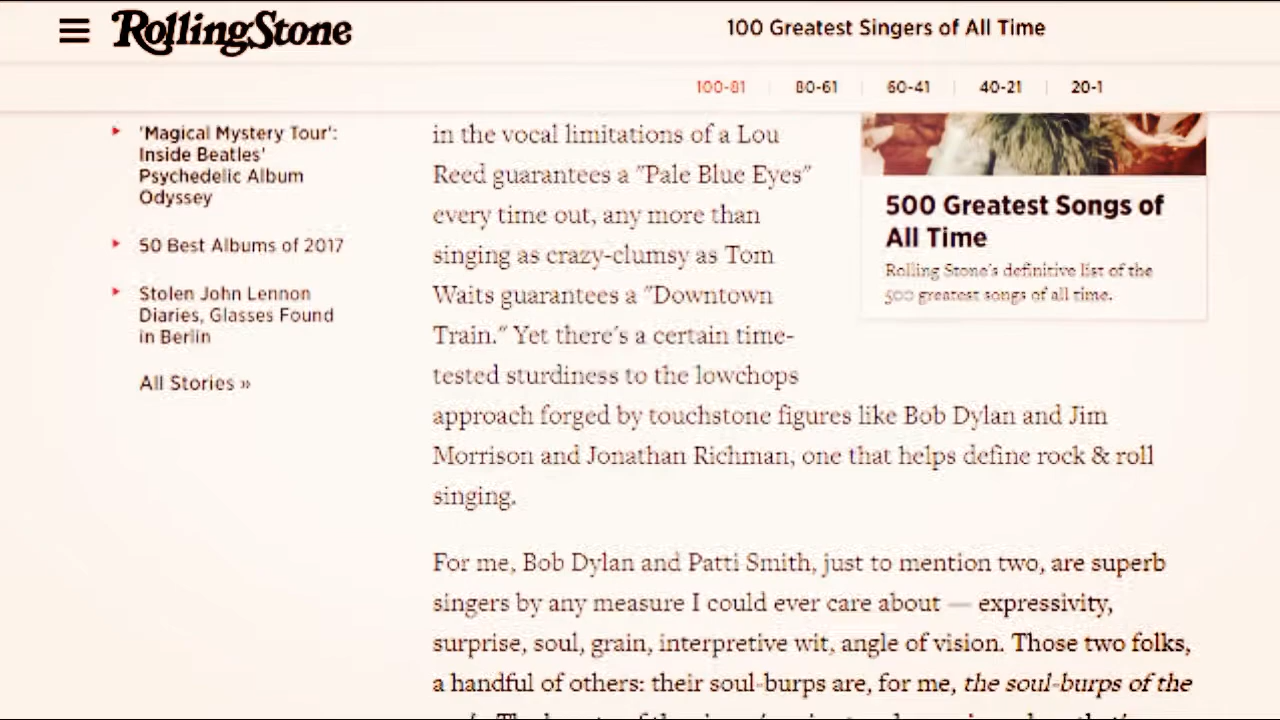 RollingStone
100 Greatest Singers of All Time
100-81
80-61
60-41
40-21
20-1
'Magical Mystery Tour':
Inside Beatles'
Psychedelic Album
Odyssey
50 Best Albums of 2017
Stolen John Lennon
Diaries, Glasses Found
in Berlin
All Stories »
in the vocal limitations of a Lou
Reed guarantees a "Pale Blue Eyes"
every time out, any more than
singing as crazy-clumsy as Tom
Waits guarantees a "Downtown
Train." Yet there's a certain time-
tested sturdiness to the lowchops
approach forged by touchstone figures like Bob Dylan and Jim
Morrison and Jonathan Richman, one that helps define rock & roll
singing.
For me, Bob Dylan and Patti Smith, just to mention two, are superb
singers by any measure I could ever care about — expressivity,
surprise, soul, grain, interpretive wit, angle of vision. Those two folks,
a handful of others: their soul-burps are, for me, the soul-burps of the
500 Greatest Songs of
All Time
Rolling Stone's definitive list of the
500 greatest songs of all time.